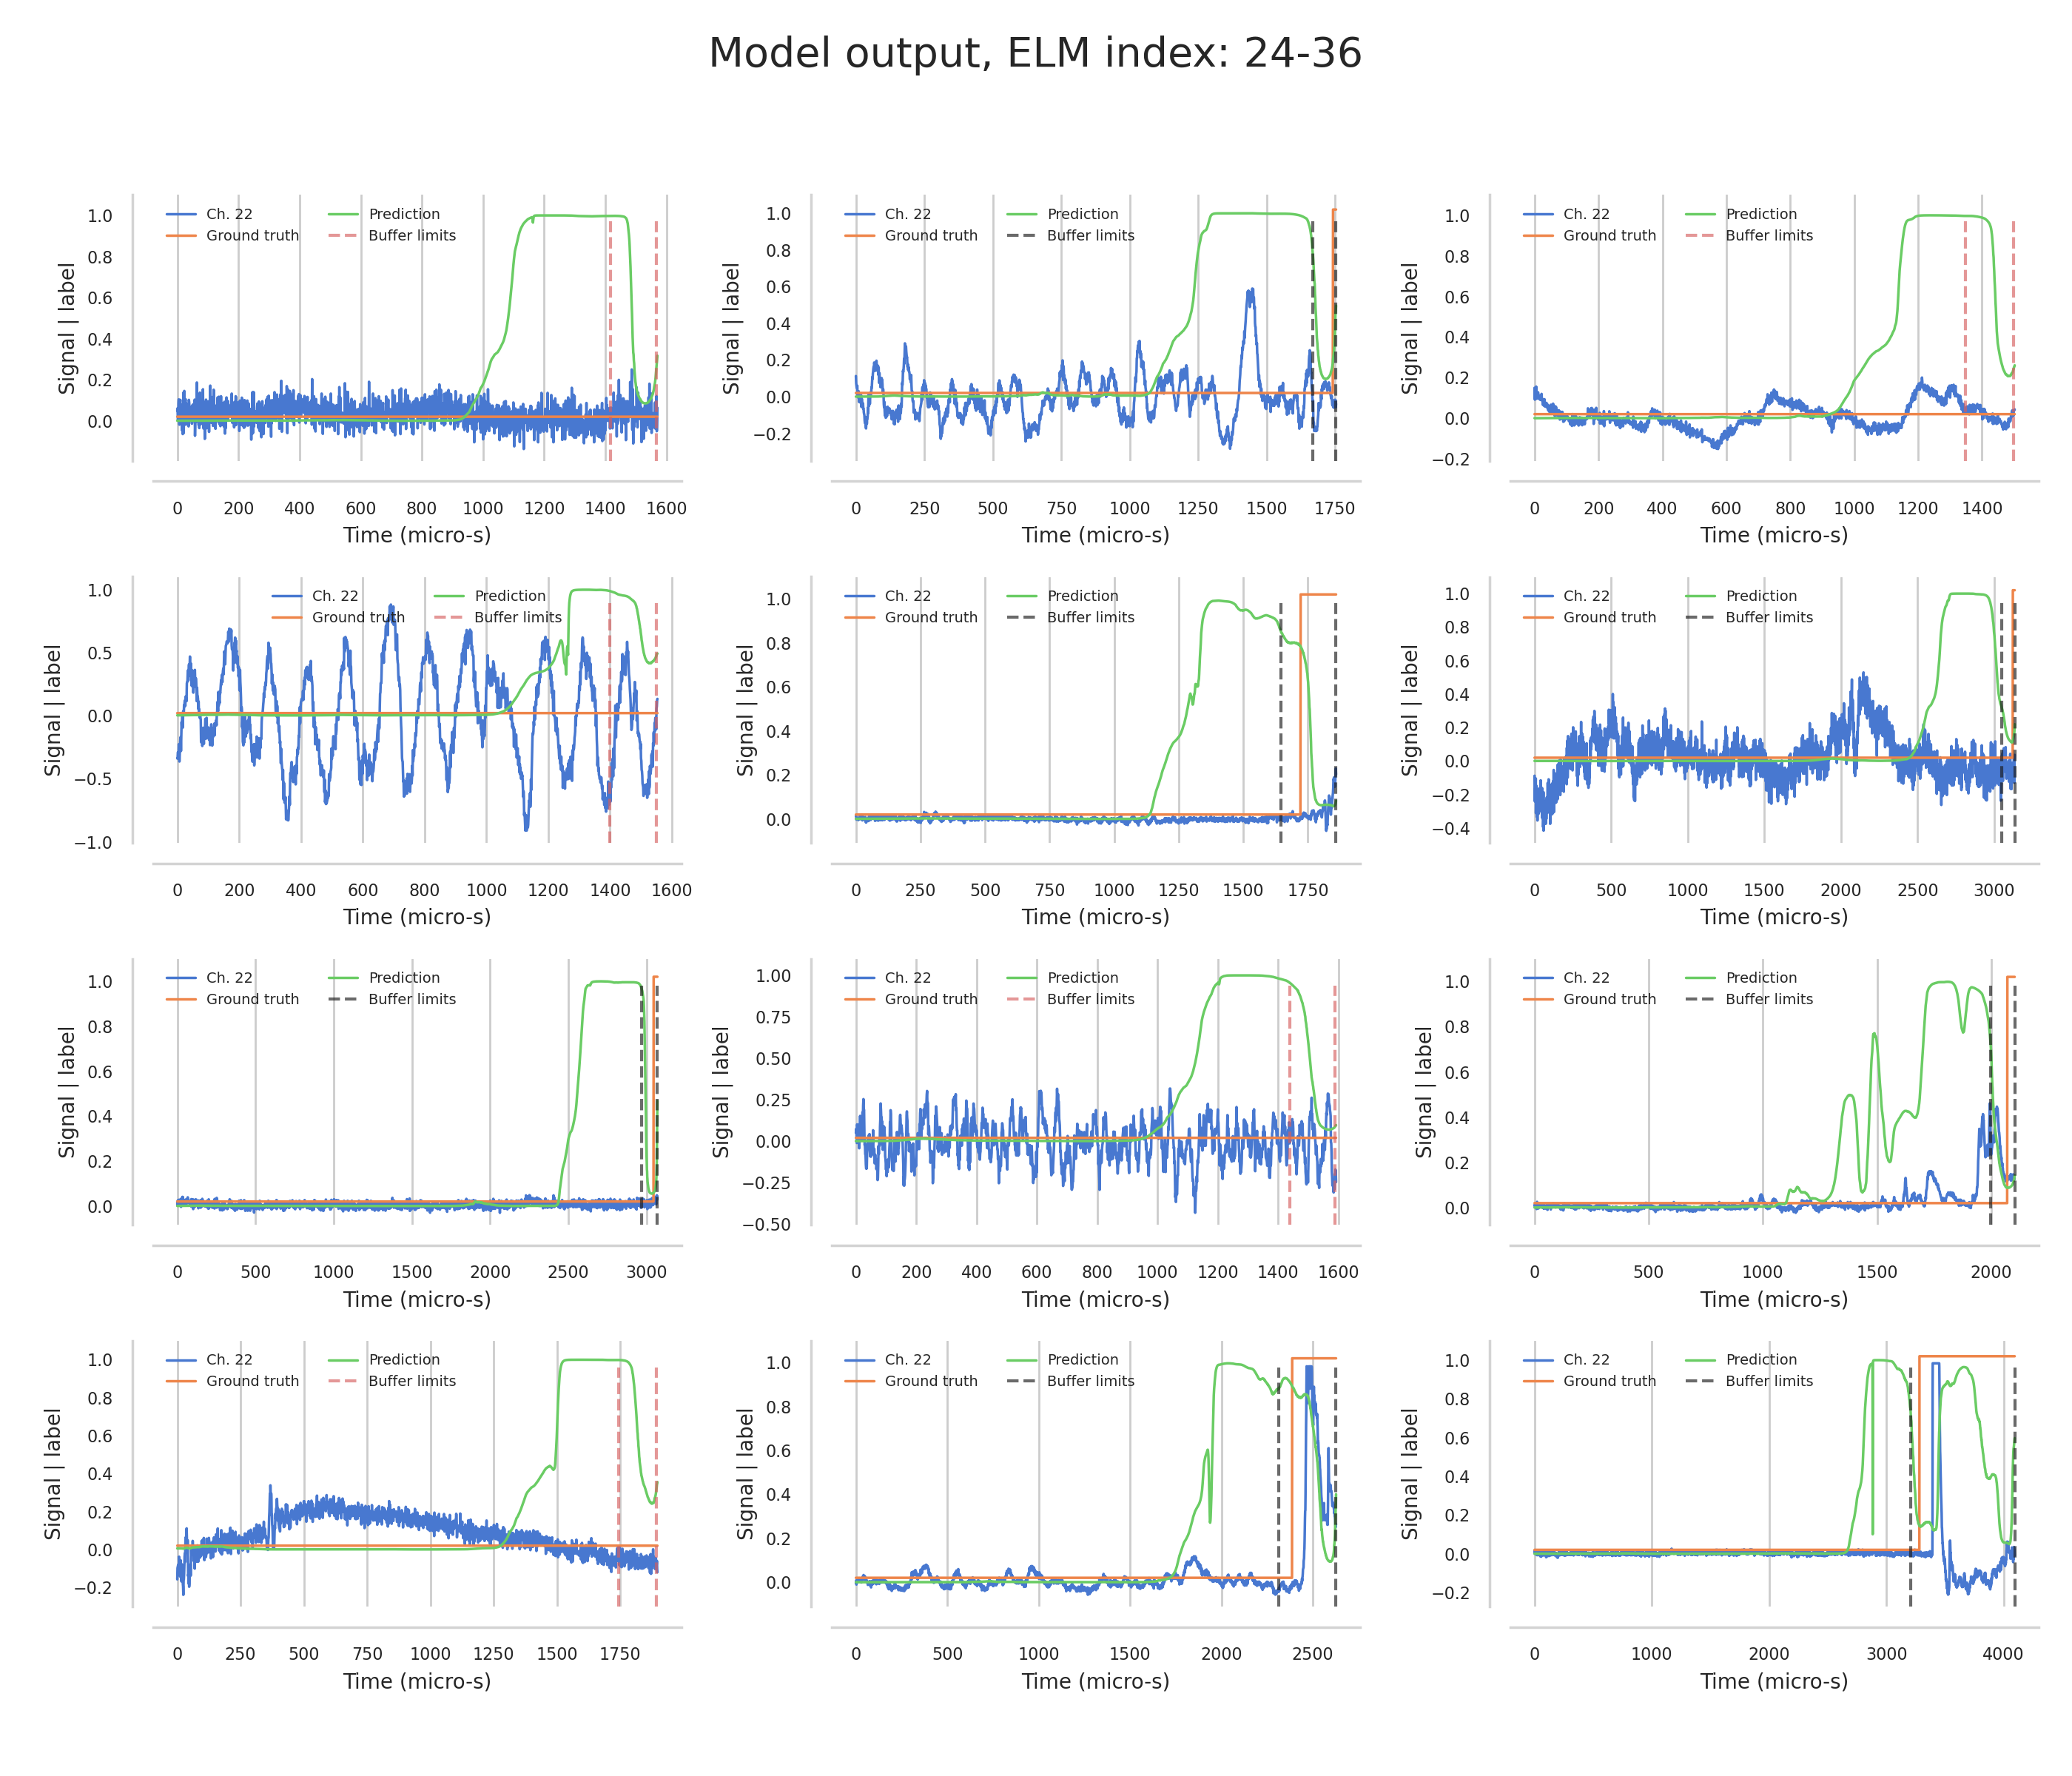 Model output, ELM index: 24-36
Ch. 22 Prediction
Ground truth Buffer limits
Signal | label
1.0
0.8
0.6
0.4
0.2
0.0
0 200 400 600 800 1000 1200 1400 1600
Time (micro-s)
Ch. 22 Prediction
Ground truth Buffer limits
Signal | label
1.0
0.8
0.6
0.4
0.2
0.0
−0.2
0 250 500 750 1000 1250 1500 1750
Time (micro-s)
Ch. 22 Prediction
Ground truth Buffer limits
Signal | label
1.0
0.8
0.6
0.4
0.2
0.0
−0.2
0 200 400 600 800 1000 1200 1400
Time (micro-s)
Ch. 22 Prediction
Ground truth Buffer limits
Signal | label
1.0
0.5
0.0
−0.5
−1.0
0 200 400 600 800 1000 1200 1400 1600
Time (micro-s)
Ch. 22 Prediction
Ground truth Buffer limits
Signal | label
1.0
0.8
0.6
0.4
0.2
0.0
0 250 500 750 1000 1250 1500 1750
Time (micro-s)
Ch. 22 Prediction
Ground truth Buffer limits
Signal | label
1.0
0.8
0.6
0.4
0.2
0.0
−0.2
−0.4
0 500 1000 1500 2000 2500 3000
Time (micro-s)
Ch. 22 Prediction
Ground truth Buffer limits
Signal | label
1.0
0.8
0.6
0.4
0.2
0.0
0 500 1000 1500 2000 2500 3000
Time (micro-s)
Ch. 22 Prediction
Ground truth Buffer limits
Signal | label
1.00
0.75
0.50
0.25
0.00
−0.25
−0.50
0 200 400 600 800 1000 1200 1400 1600
Time (micro-s)
Ch. 22 Prediction
Ground truth Buffer limits
Signal | label
1.0
0.8
0.6
0.4
0.2
0.0
0 500 1000 1500 2000
Time (micro-s)
Ch. 22 Prediction
Ground truth Buffer limits
Signal | label
1.0
0.8
0.6
0.4
0.2
0.0
−0.2
0 250 500 750 1000 1250 1500 1750
Time (micro-s)
Ch. 22 Prediction
Ground truth Buffer limits
Signal | label
1.0
0.8
0.6
0.4
0.2
0.0
0 500 1000 1500 2000 2500
Time (micro-s)
Ch. 22 Prediction
Ground truth Buffer limits
Signal | label
1.0
0.8
0.6
0.4
0.2
0.0
−0.2
0 1000 2000 3000 4000
Time (micro-s)